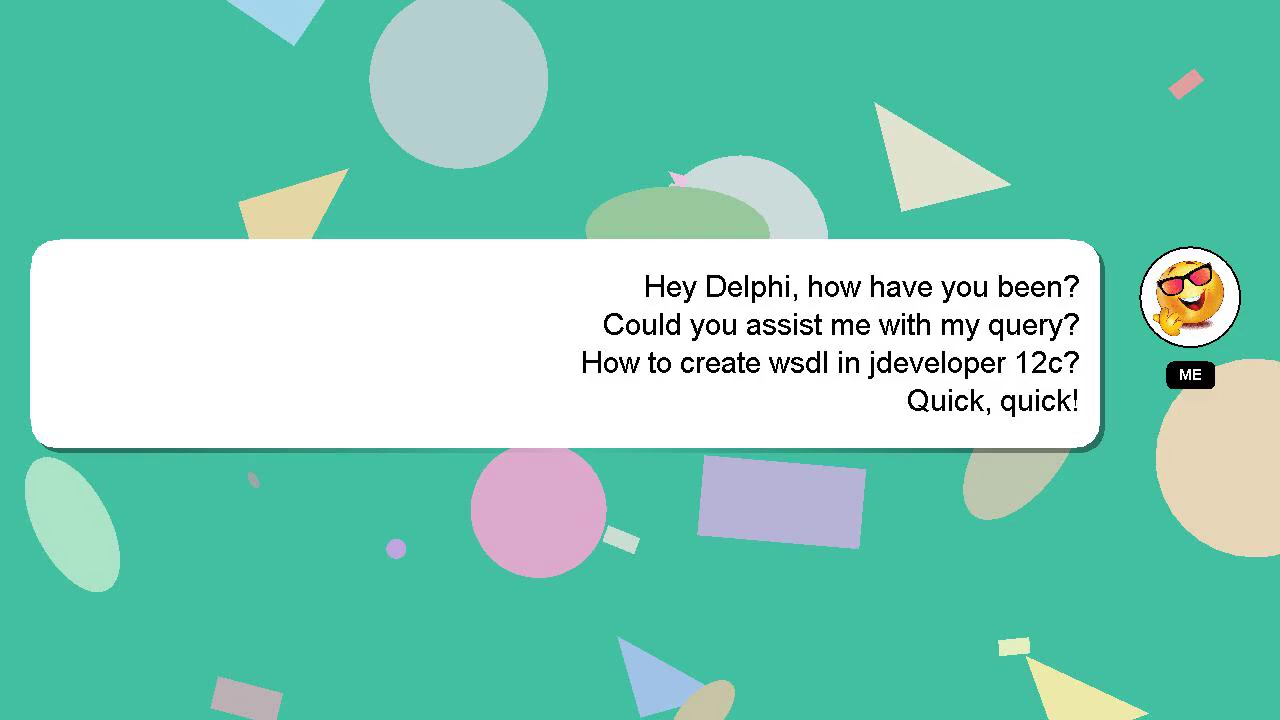 Hey Delphi, how have you been?
Could you assist me with my query?
How to create wsdl in jdeveloper 12c?
Quick, quick!
ME